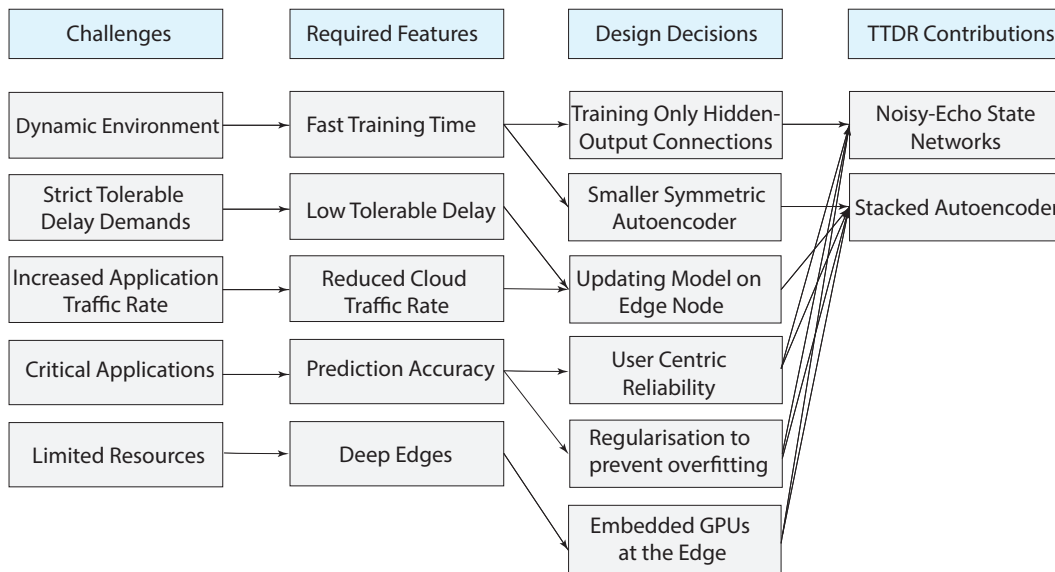 Challenges
Required Features
Design Decisions
TTDR Contributions
Dynamic Environment
Fast Training Time
Training Only Hidden-
Output Connections
Noisy-Echo State
Networks
Strict Tolerable
Delay Demands
Low Tolerable Delay
Smaller Symmetric
Autoencoder
Stacked Autoencoder
Increased Application
Traffic Rate
Reduced Cloud
Traffic Rate
Updating Model on
Edge Node
Critical Applications
Prediction Accuracy
User Centric
Reliability
Limited Resources
Deep Edges
Regularisation to
prevent overfitting
Embedded GPUs
at the Edge